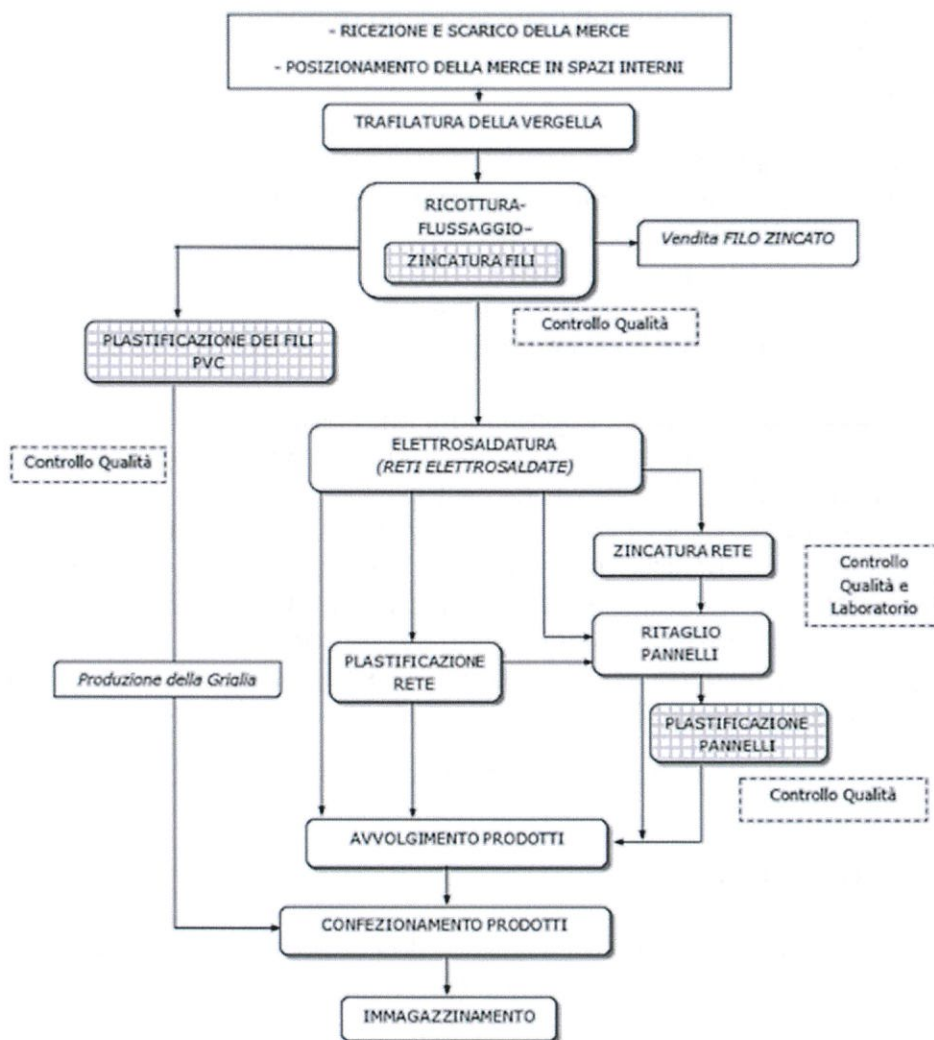 - RICEZIONE E SCARICO DELLA MERCE
- POSIZIONAMENTO DELLA MERCE IN SPAZI INTERNI
TRAFILATURA DELLA VERGELLA
RICOTTURA-
FLUSSAGGIO–
ZINCATURA FILI
Vendita FILO ZINCATO
Controllo Qualità
PLASTIFICAZIONE DEI FILI
PVC
Controllo Qualità
ELETTROSALDATURA
(RETI ELETTROSALDATE)
ZINCATURA RETE
Controllo
Qualità e
Laboratorio
RITAGLIO
PANNELLI
PLASTIFICAZIONE
RETE
Produzione della Griglia
PLASTIFICAZIONE
PANNELLI
Controllo Qualità
AVVOLGIMENTO PRODOTTI
CONFEZIONAMENTO PRODOTTI
IMMAGAZZINAMENTO